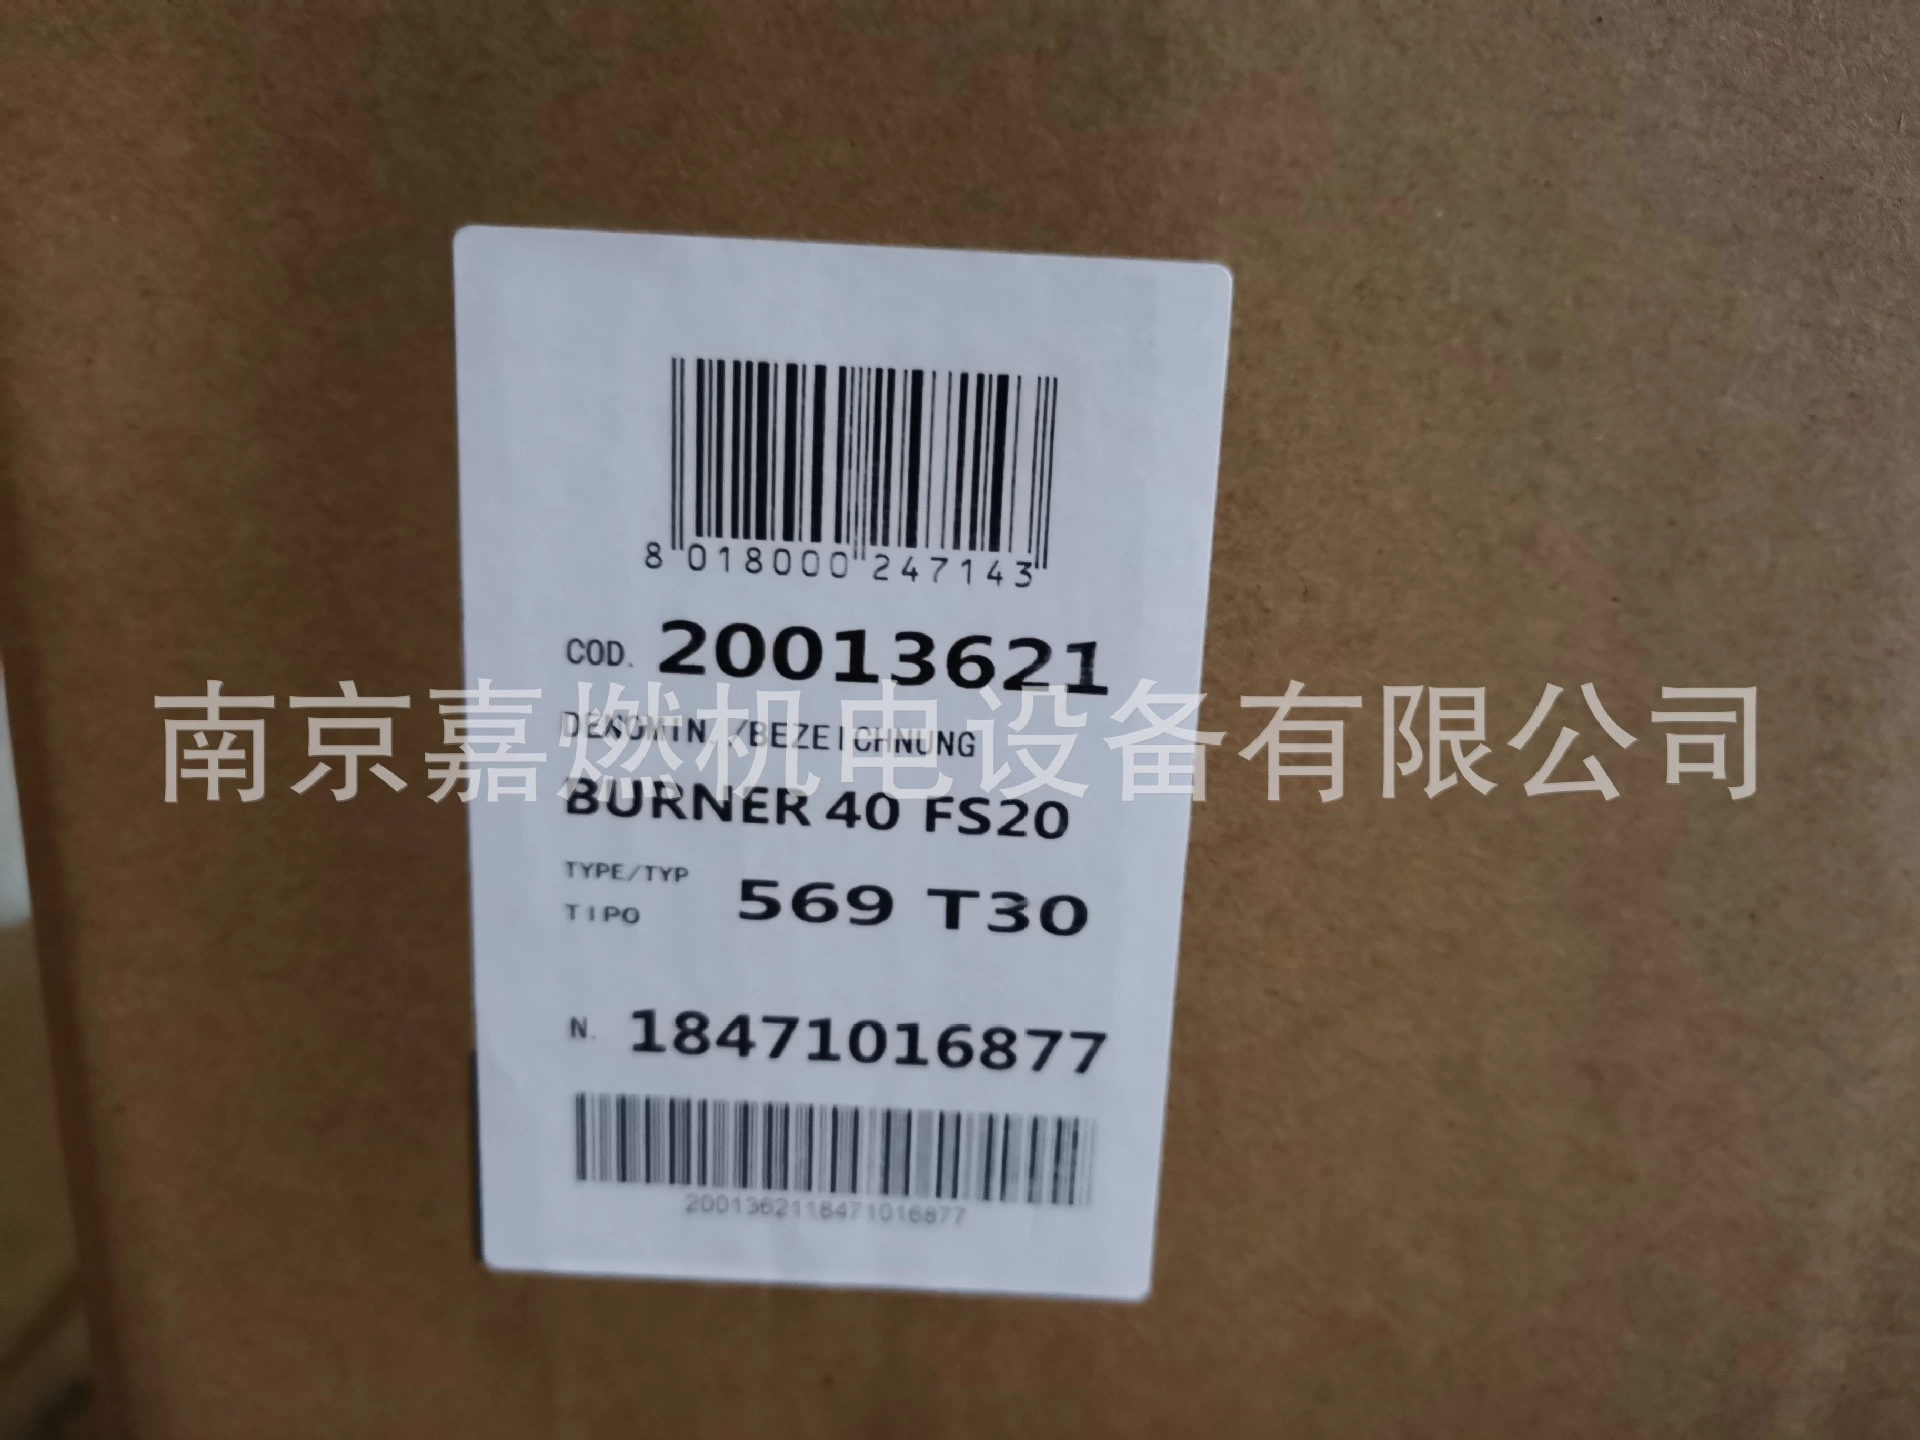 8 018000 247143
COD. 20013621
DENOMIN./BEZEICHNUNG
南京嘉燃机电设备有限公司
BURNER 40 FS20
TYPE/TYP
TIPO 569 T30
N. 18471016877
2001362118471016877